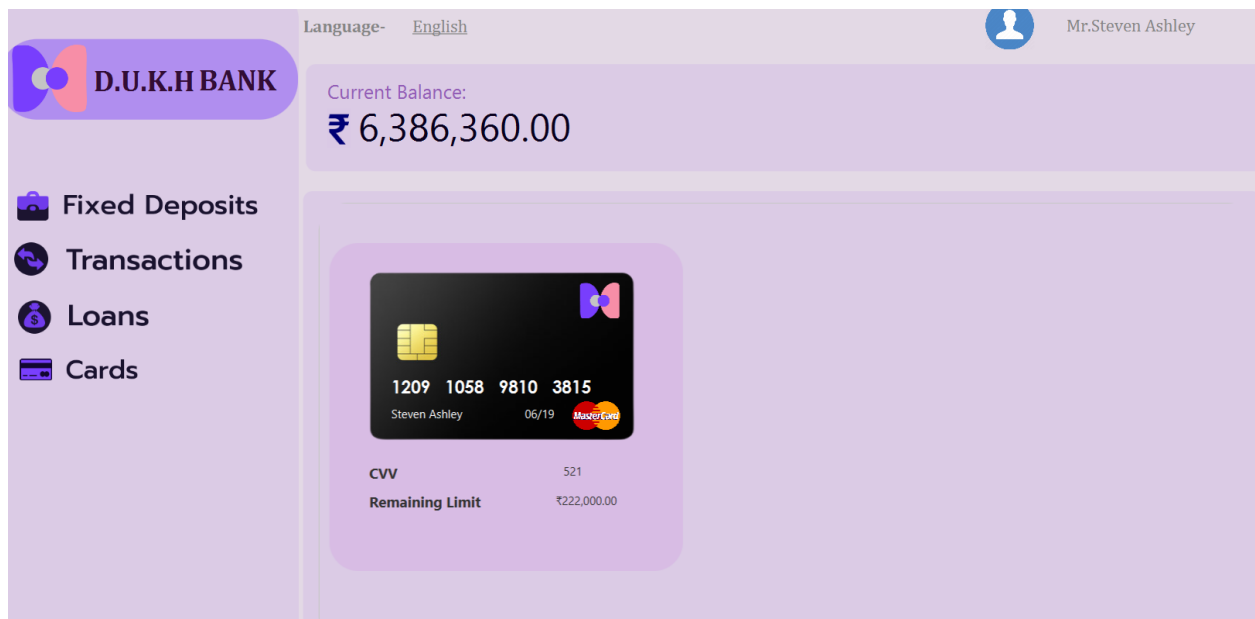 Language- English
Mr.Steven Ashley
D.U.K.H BANK
Current Balance:
₹ 6,386,360.00
Fixed Deposits
Transactions
Loans
Cards
1209 1058 9810 3815
Steven Ashley 06/19 MasterCard
CVV 521
Remaining Limit ₹222,000.00